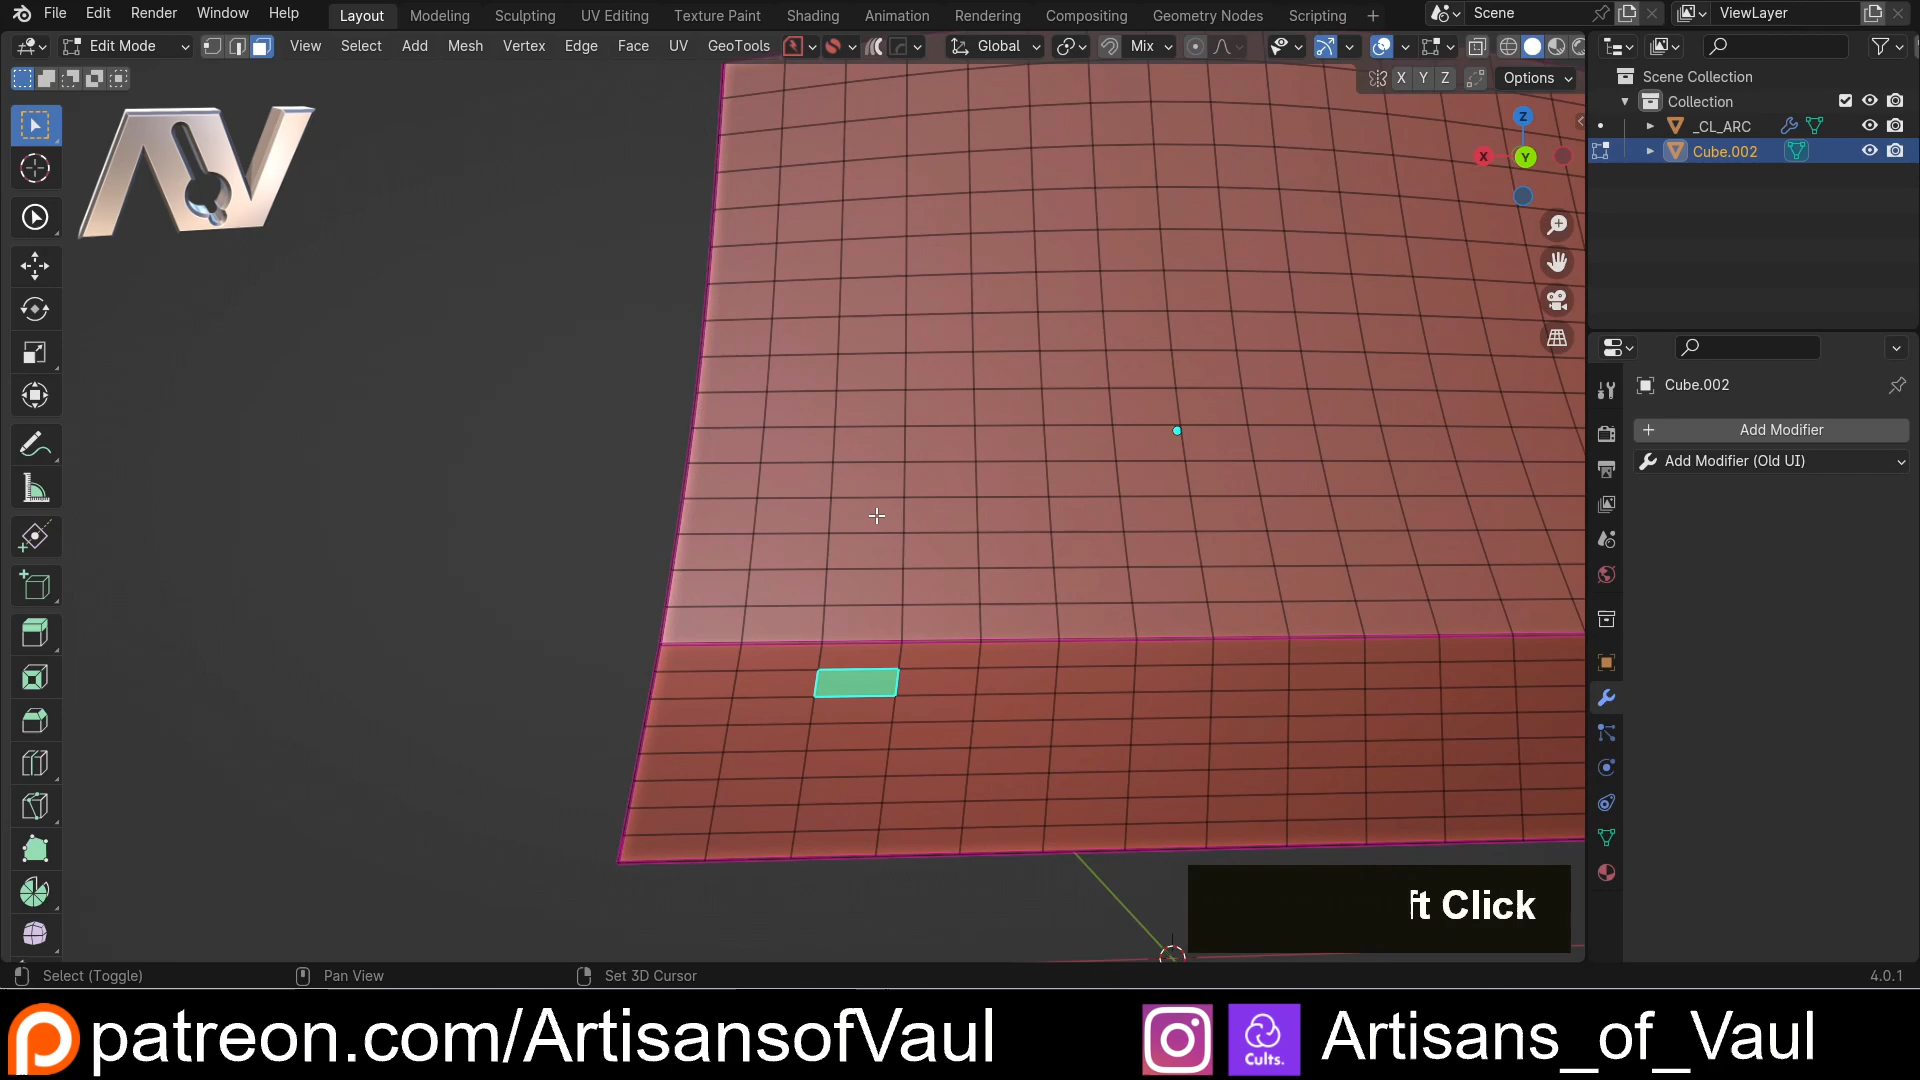 File Edit Render Window Help Layout Modeling Sculpting UV Editing Texture Paint Shading Animation Rendering Compositing Geometry Nodes Scripting + Scene ViewLayer
Edit Mode View Select Add Mesh Vertex Edge Face UV GeoTools Global Mix
X Y Z Options
Scene Collection
Collection
_CL_ARC
Cube.002
Z
X Y
Cube.002
+ Add Modifier
Add Modifier (Old UI)
ft Click
Select (Toggle) Pan View Set 3D Cursor 4.0.1
patreon.com/ArtisansofVaul Cults. Artisans_of_Vaul